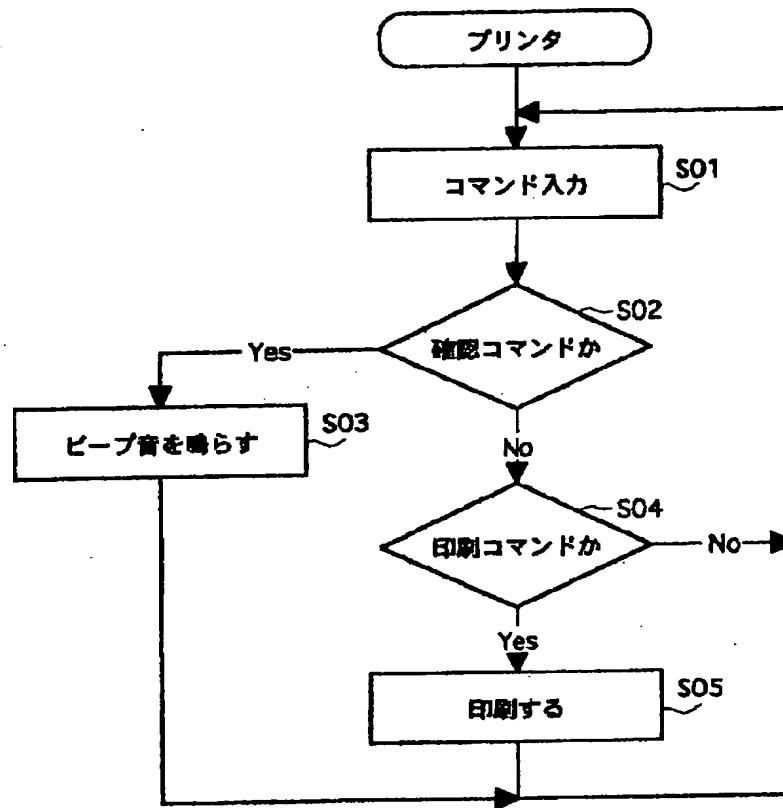 プリンタ
コマンド入力
S01
確認コマンドか
S02
Yes
ビープ音を鳴らす
S03
No
印刷コマンドか
S04
No
Yes
印刷する
S05